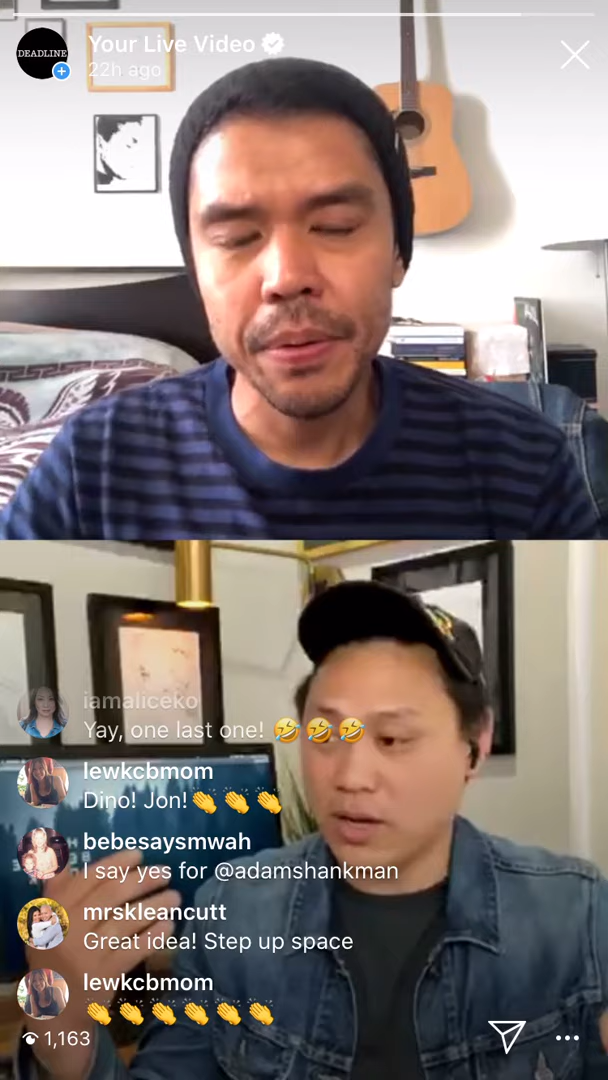 DEADLINE
Your Live Video
22h ago
iamaliceko
Yay, one last one! 🤣🤣🤣
lewkcbmom
Dino! Jon!👏👏👏
bebesaysmwah
I say yes for @adamshankman
mrskleancutt
Great idea! Step up space
lewkcbmom
👏👏👏👏👏👏
1,163